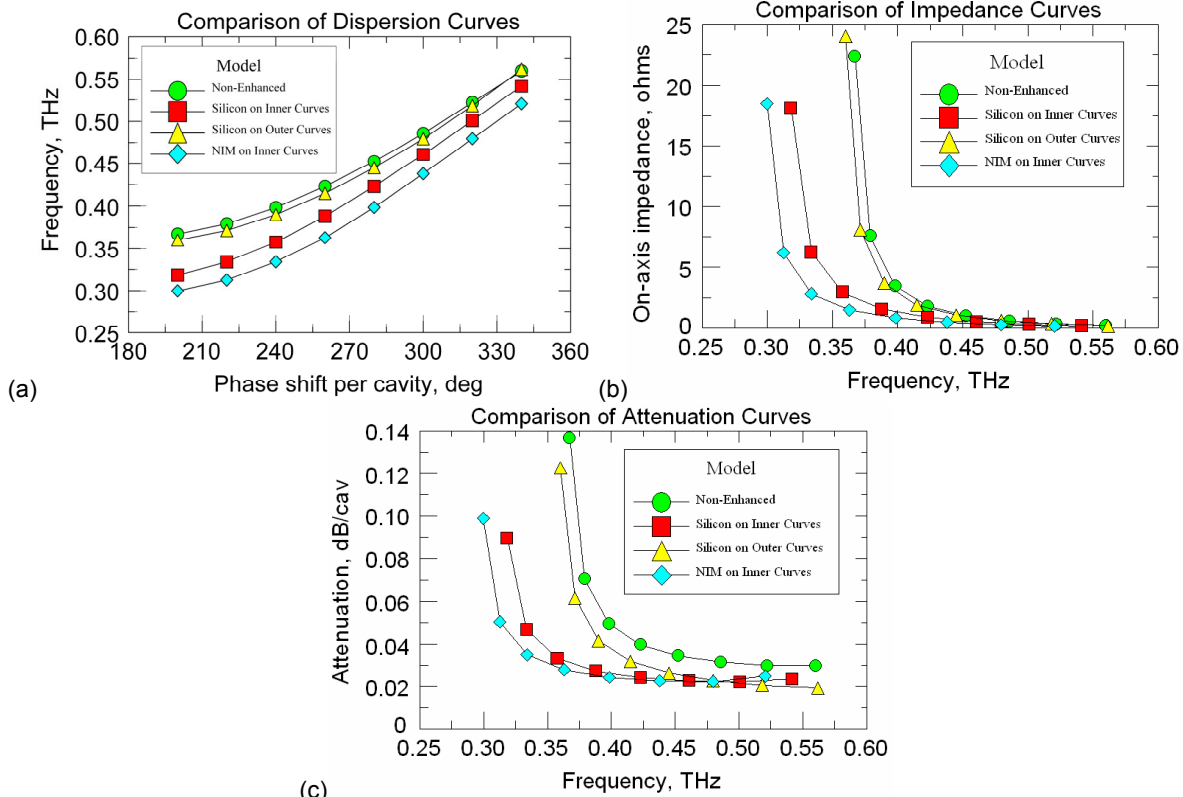 Comparison of Dispersion Curves
Frequency, THz
0.60
0.55
0.50
0.45
0.40
0.35
0.30
0.25
Model
Non-Enhanced
Silicon on Inner Curves
Silicon on Outer Curves
NIM on Inner Curves
180 220 260 300 340 360
Phase shift per cavity, deg
(a)
Comparison of Impedance Curves
On-axis impedance, ohms
25
20
15
10
5
0
Model
Non-Enhanced
Silicon on Inner Curves
Silicon on Outer Curves
NIM on Inner Curves
0.25 0.30 0.35 0.40 0.45 0.50 0.55 0.60
Frequency, THz
(b)
Comparison of Attenuation Curves
Attenuation, dB/cav
0.14
0.12
0.10
0.08
0.06
0.04
0.02
0
Model
Non-Enhanced
Silicon on Inner Curves
Silicon on Outer Curves
NIM on Inner Curves
0.25 0.30 0.35 0.40 0.45 0.50 0.55 0.60
Frequency, THz
(c)